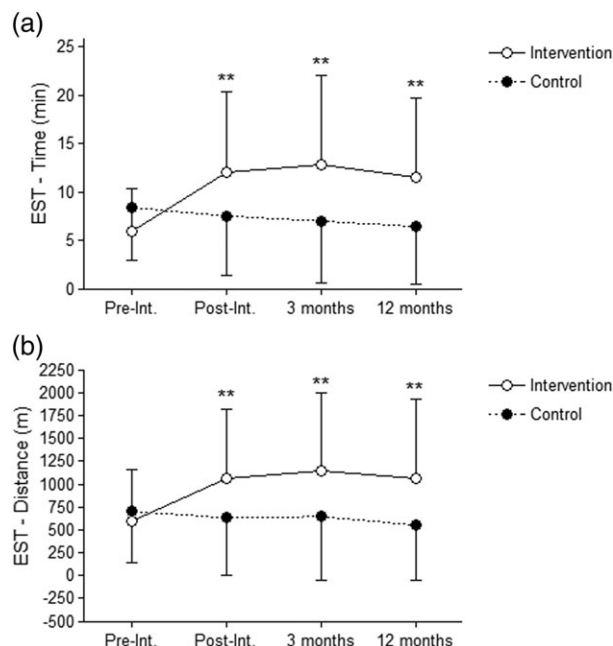 (a)
EST - Time (min)
25
20
15
10
5
0
**
**
**
Pre-Int.
Post-Int.
3 months
12 months
Intervention
Control
(b)
EST - Distance (m)
2250
2000
1750
1500
1250
1000
750
500
250
0
-250
-500
**
**
**
Pre-Int.
Post-Int.
3 months
12 months
Intervention
Control